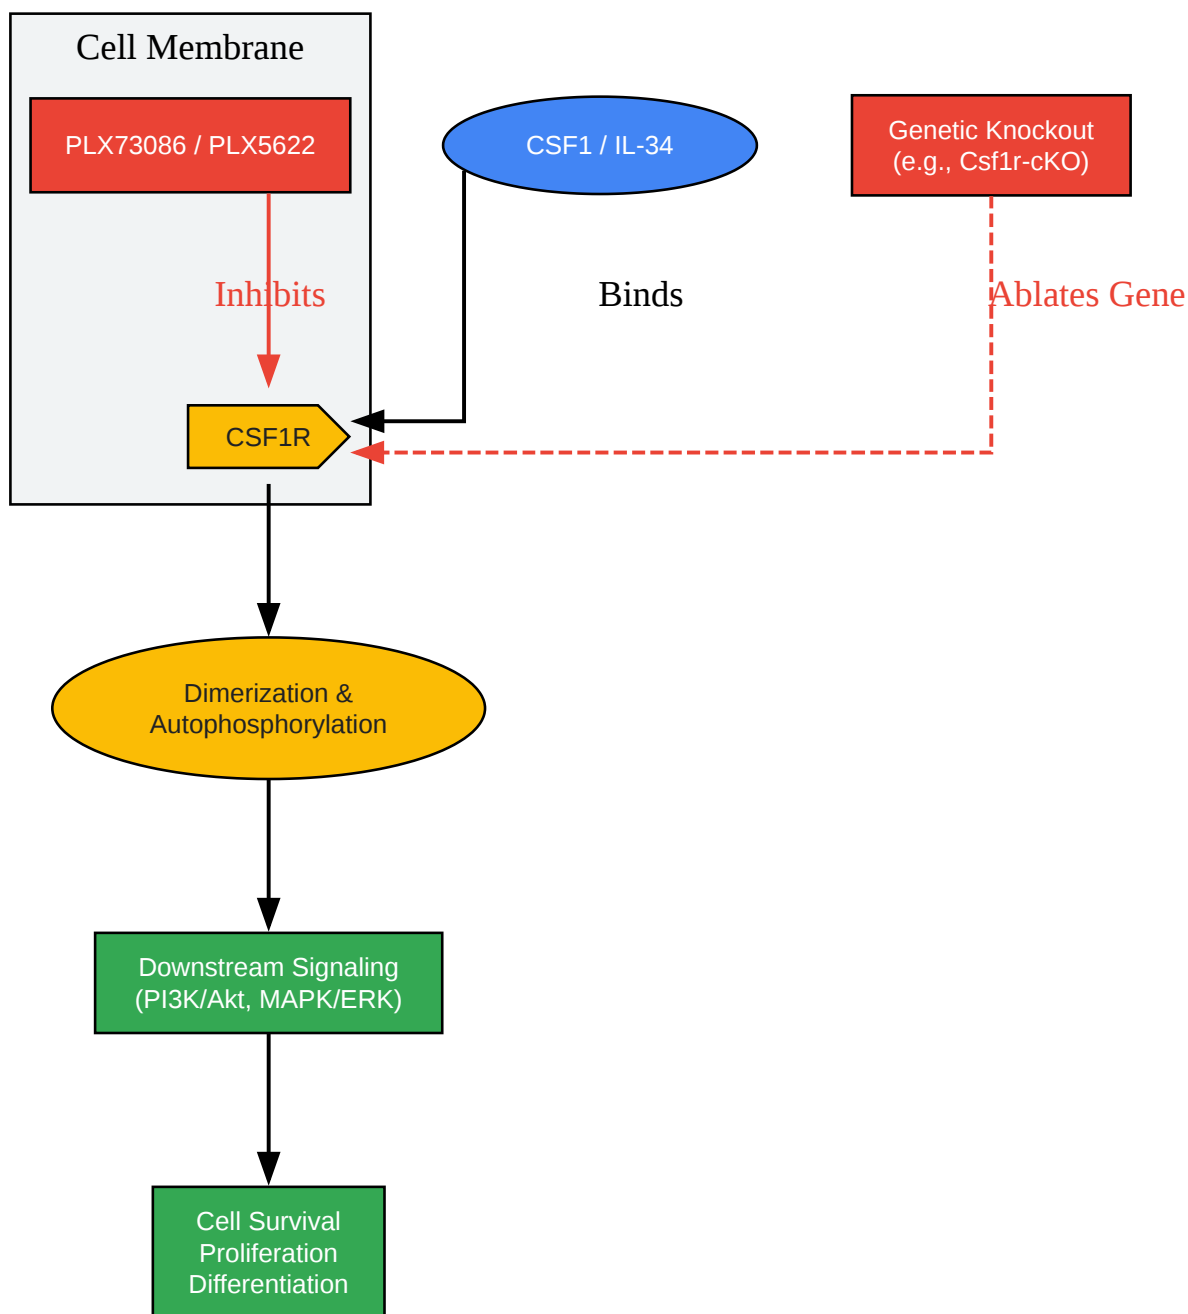 Cell Membrane
PLX73086 / PLX5622
CSF1 / IL-34
Genetic Knockout
(e.g., Csf1r-cKO)
Inhibits
Binds
Ablates Gene
CSF1R
Dimerization &
Autophosphorylation
Downstream Signaling
(PI3K/Akt, MAPK/ERK)
Cell Survival
Proliferation
Differentiation